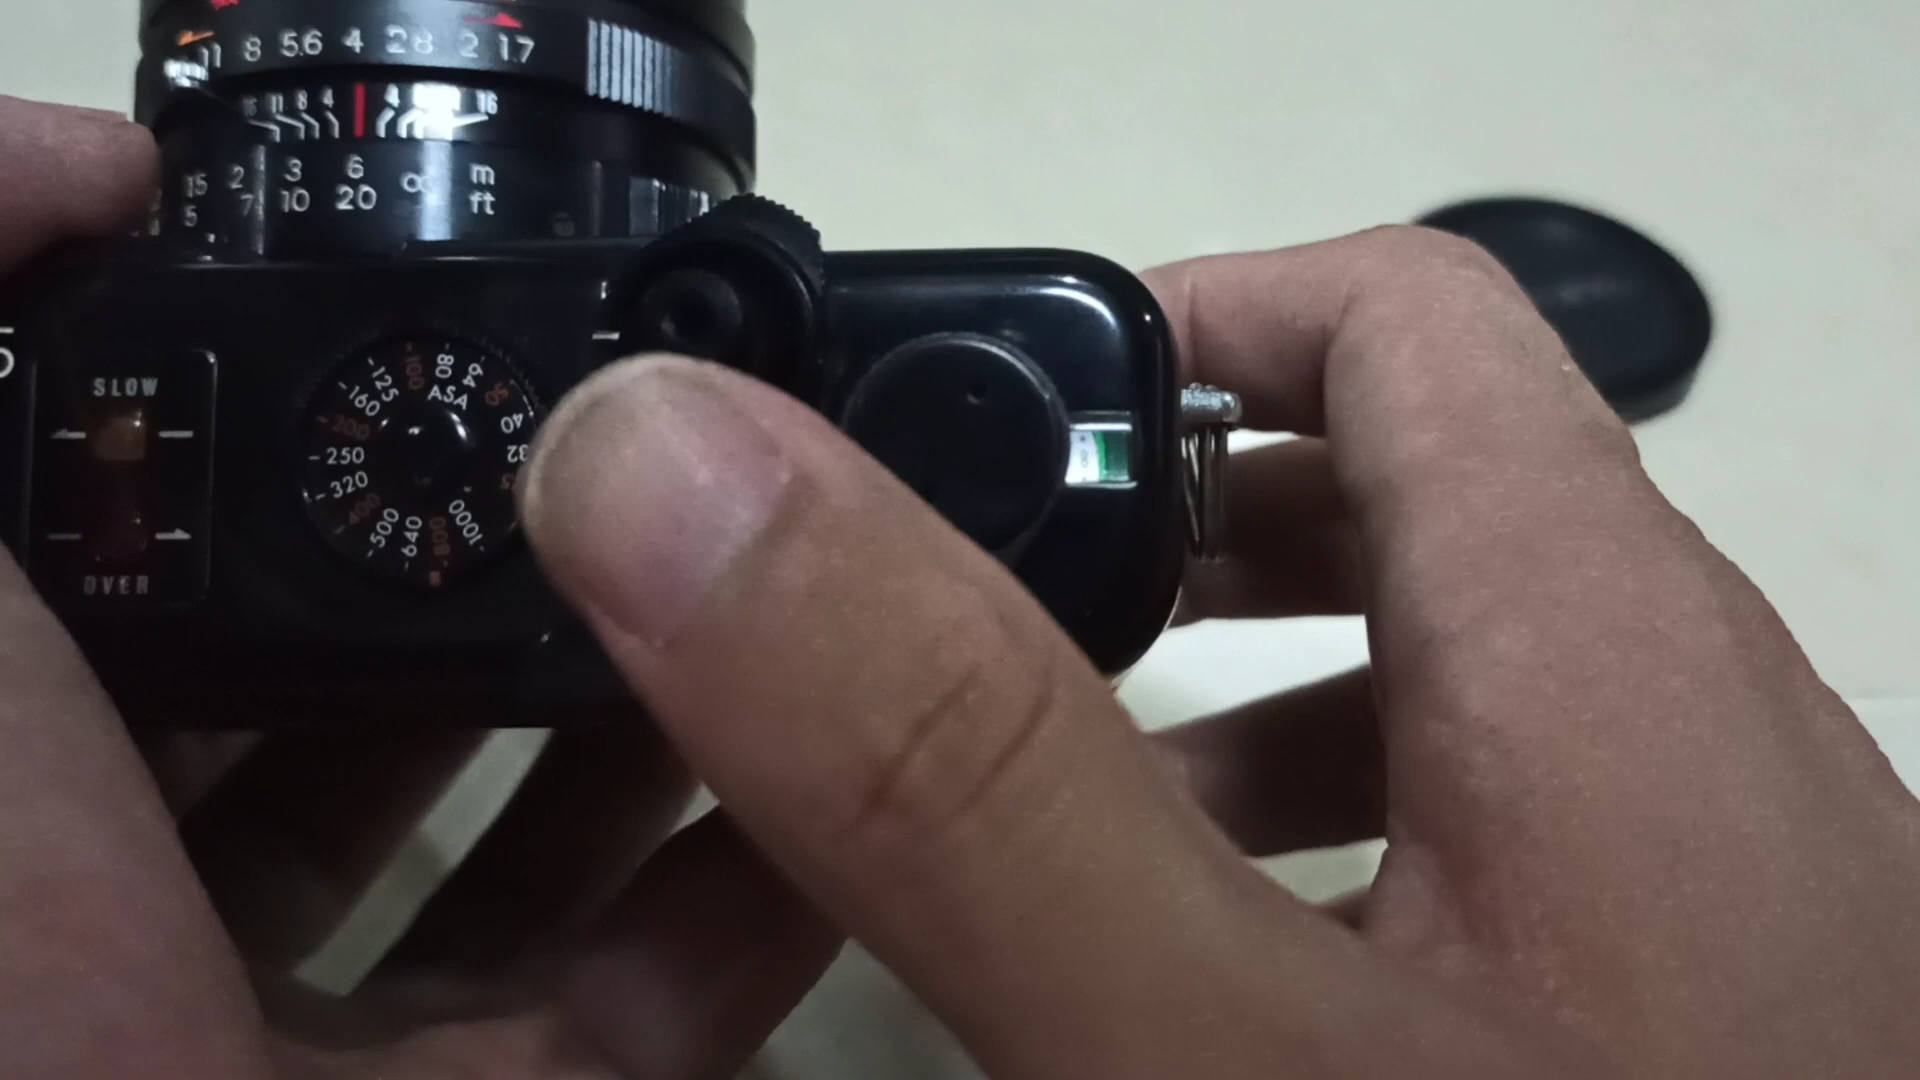 11 8 5.6 4 2.8 2 1.7
16 11 8 4 4 16
15 2 3 6 ∞ m
5 7 10 20 ft
5
SLOW
OVER
ASA
32 40 50 64 80 100 125 160 200 250 320 400 500 640 800 1000